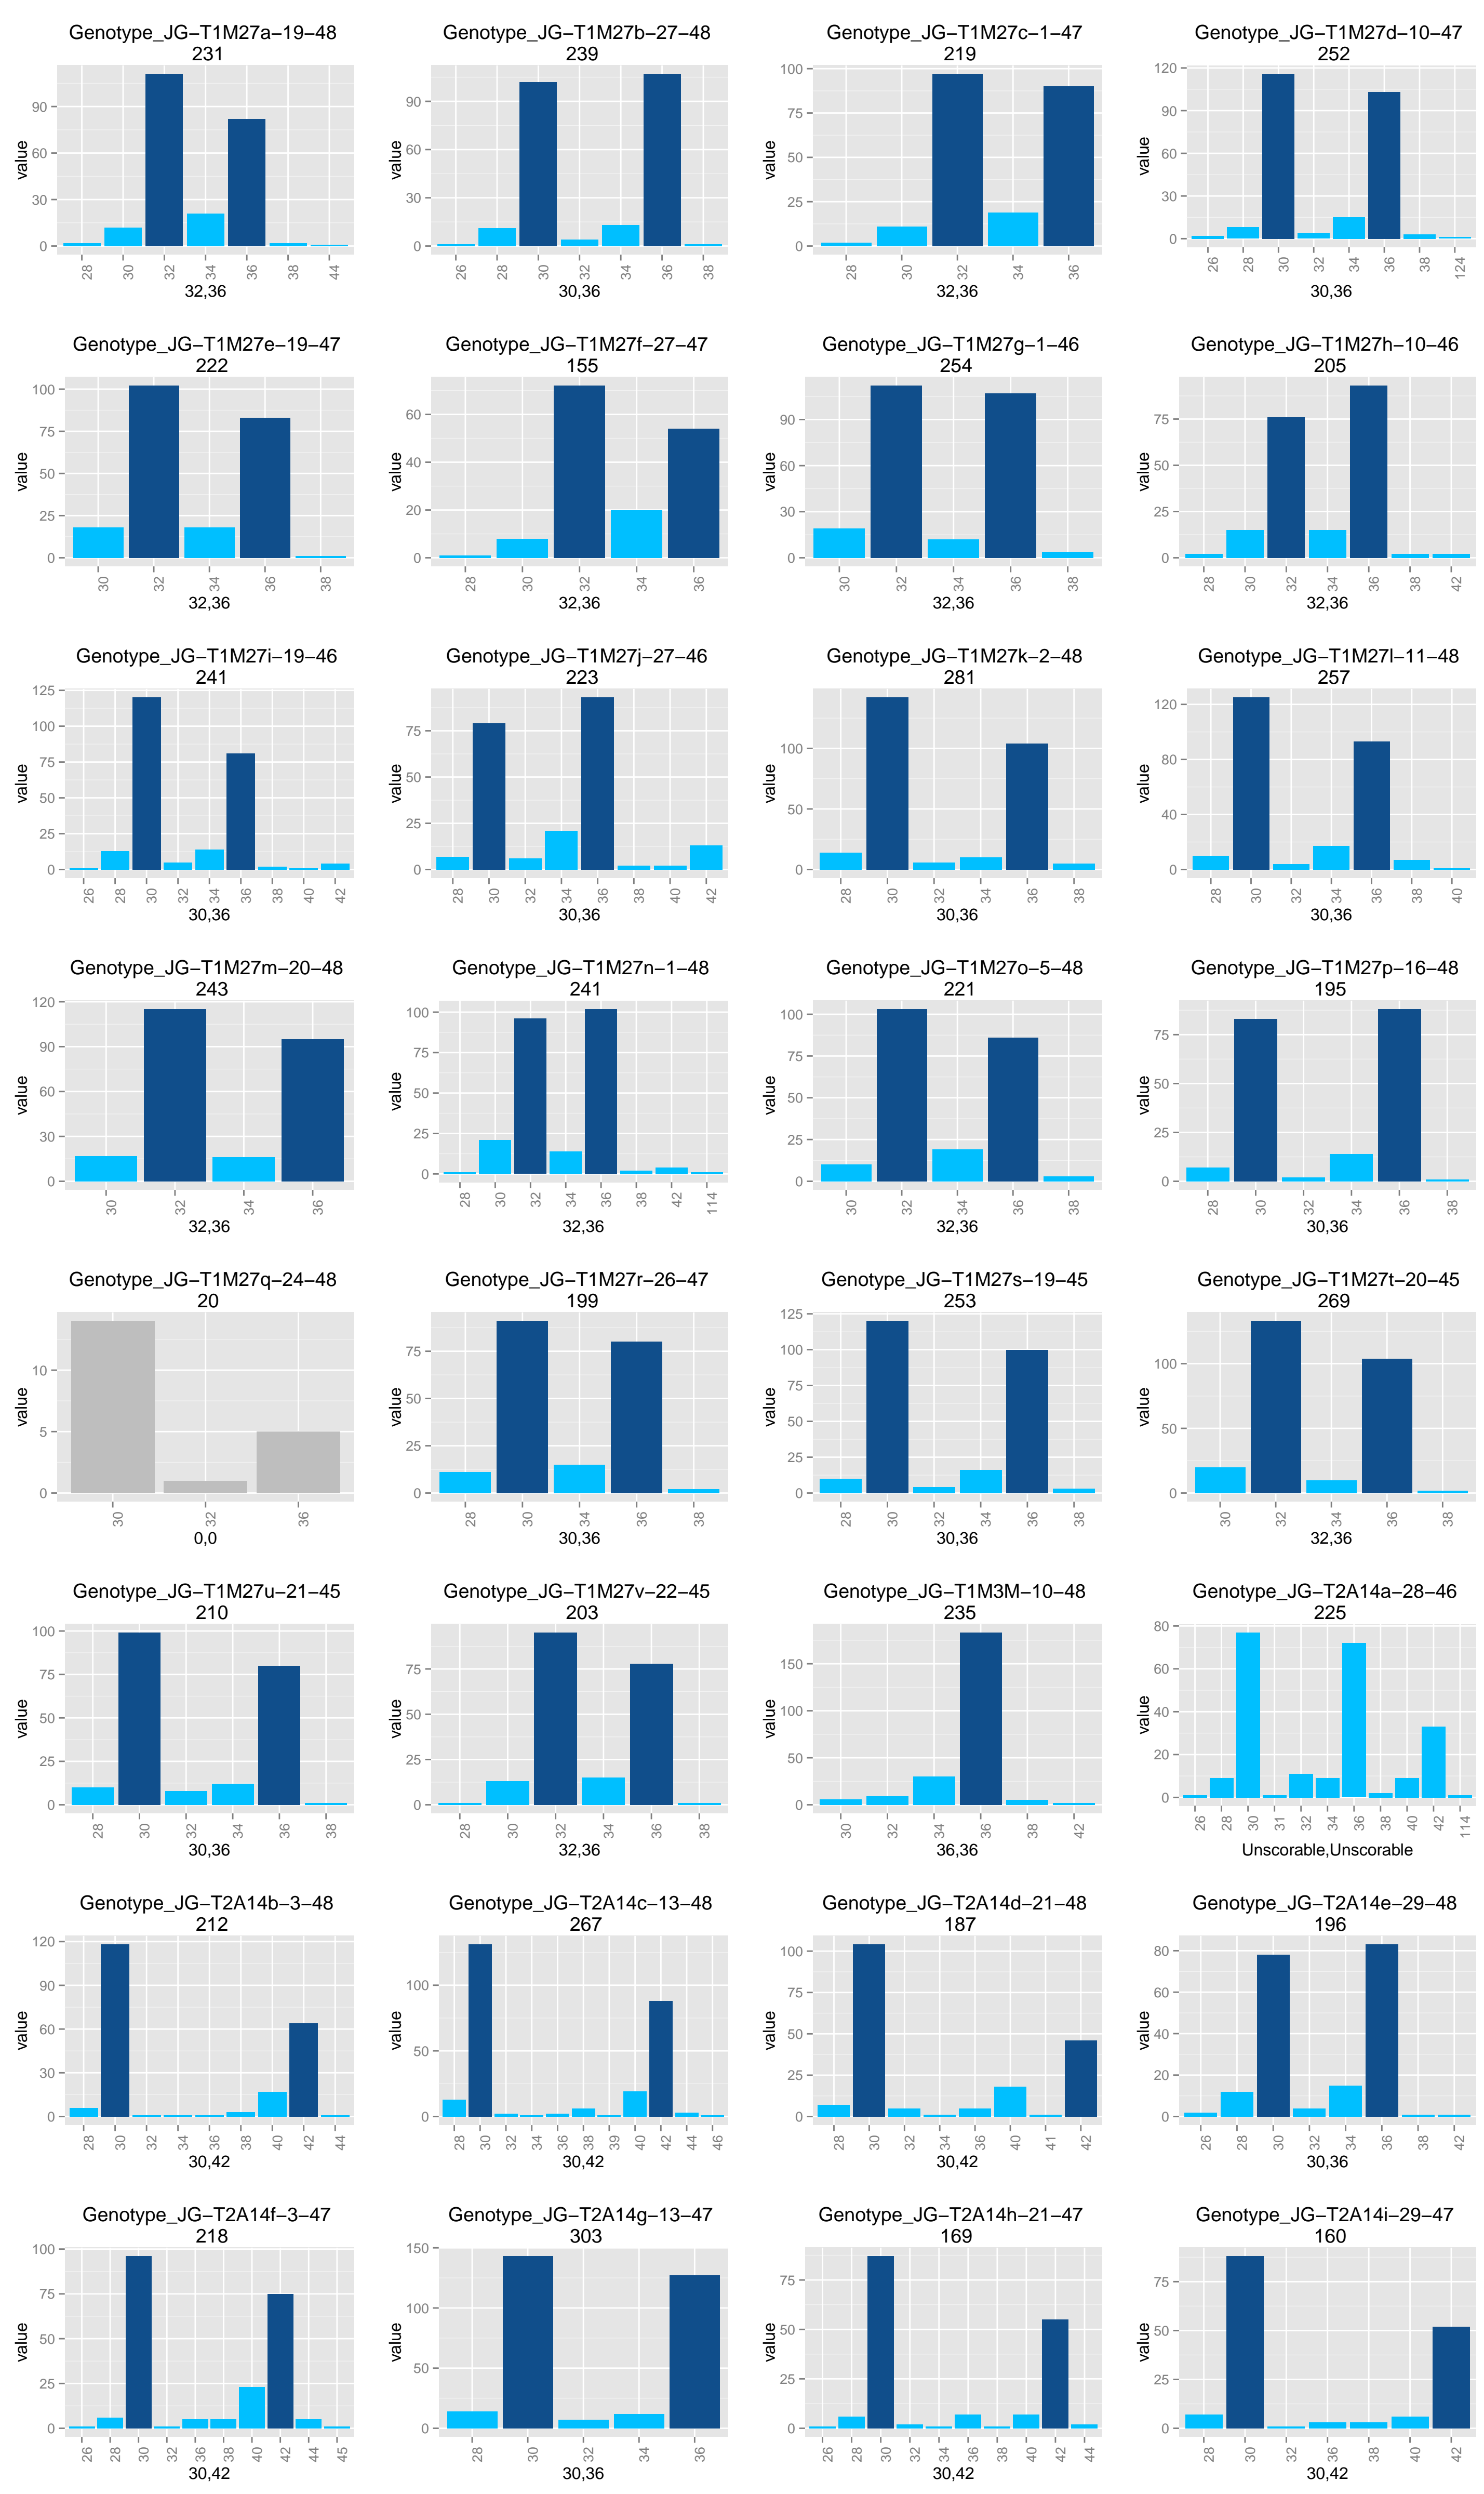 Genotype_JG−T1M27a−19−48
231
90
60
30
0
value
28 30 32 34 36 38 44
32,36
Genotype_JG−T1M27b−27−48
239
90
60
30
0
value
26 28 30 32 34 36 38
30,36
Genotype_JG−T1M27c−1−47
219
100
75
50
25
0
value
28 30 32 34 36
32,36
Genotype_JG−T1M27d−10−47
252
120
90
60
30
0
value
26 28 30 32 34 36 38 124
30,36
Genotype_JG−T1M27e−19−47
222
100
75
50
25
0
value
30 32 34 36 38
32,36
Genotype_JG−T1M27f−27−47
155
60
40
20
0
value
28 30 32 34 36
32,36
Genotype_JG−T1M27g−1−46
254
90
60
30
0
value
30 32 34 36 38
32,36
Genotype_JG−T1M27h−10−46
205
75
50
25
0
value
28 30 32 34 36 38 42
32,36
Genotype_JG−T1M27i−19−46
241
125
100
75
50
25
0
value
26 28 30 32 34 36 38 40 42
30,36
Genotype_JG−T1M27j−27−46
223
75
50
25
0
value
28 30 32 34 36 38 40 42
30,36
Genotype_JG−T1M27k−2−48
281
100
50
0
value
28 30 32 34 36 38
30,36
Genotype_JG−T1M27l−11−48
257
120
80
40
0
value
28 30 32 34 36 38 40
30,36
Genotype_JG−T1M27m−20−48
243
120
90
60
30
0
value
30 32 34 36
32,36
Genotype_JG−T1M27n−1−48
241
100
75
50
25
0
value
28 30 32 34 36 38 42 114
32,36
Genotype_JG−T1M27o−5−48
221
100
75
50
25
0
value
30 32 34 36 38
32,36
Genotype_JG−T1M27p−16−48
195
75
50
25
0
value
28 30 32 34 36 38
30,36
Genotype_JG−T1M27q−24−48
20
10
5
0
value
30 32 36
0,0
Genotype_JG−T1M27r−26−47
199
75
50
25
0
value
28 30 34 36 38
30,36
Genotype_JG−T1M27s−19−45
253
125
100
75
50
25
0
value
28 30 32 34 36 38
30,36
Genotype_JG−T1M27t−20−45
269
100
50
0
value
30 32 34 36 38
32,36
Genotype_JG−T1M27u−21−45
210
100
75
50
25
0
value
28 30 32 34 36 38
30,36
Genotype_JG−T1M27v−22−45
203
75
50
25
0
value
28 30 32 34 36 38
32,36
Genotype_JG−T1M3M−10−48
235
150
100
50
0
value
30 32 34 36 38 42
36,36
Genotype_JG−T2A14a−28−46
225
80
60
40
20
0
value
26 28 30 31 32 34 36 38 40 42 114
Unscorable,Unscorable
Genotype_JG−T2A14b−3−48
212
120
90
60
30
0
value
28 30 32 34 36 38 40 42 44
30,42
Genotype_JG−T2A14c−13−48
267
100
50
0
value
28 30 32 34 36 38 39 40 42 44 46
30,42
Genotype_JG−T2A14d−21−48
187
100
75
50
25
0
value
28 30 32 34 36 40 41 42
30,42
Genotype_JG−T2A14e−29−48
196
80
60
40
20
0
value
26 28 30 32 34 36 38 42
30,36
Genotype_JG−T2A14f−3−47
218
100
75
50
25
0
value
26 28 30 32 36 38 40 42 44 45
30,42
Genotype_JG−T2A14g−13−47
303
150
100
50
0
value
28 30 32 34 36
30,36
Genotype_JG−T2A14h−21−47
169
75
50
25
0
value
26 28 30 32 34 36 38 40 42 44
30,42
Genotype_JG−T2A14i−29−47
160
75
50
25
0
value
28 30 32 36 38 40 42
30,42